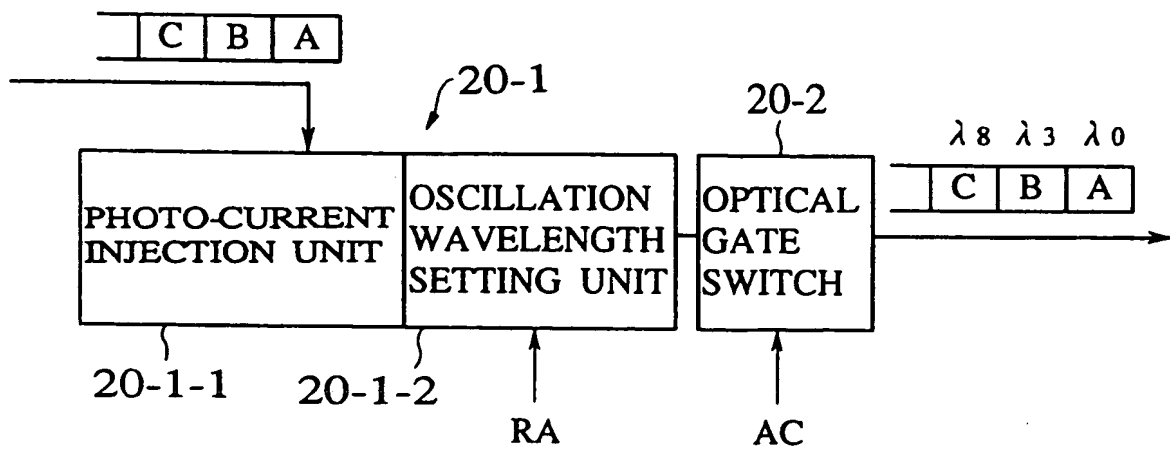 C B A
20-1
20-2
λ8 λ3 λ0
C B A
PHOTO-CURRENT
INJECTION UNIT
OSCILLATION
WAVELENGTH
SETTING UNIT
OPTICAL
GATE
SWITCH
20-1-1
20-1-2
RA
AC